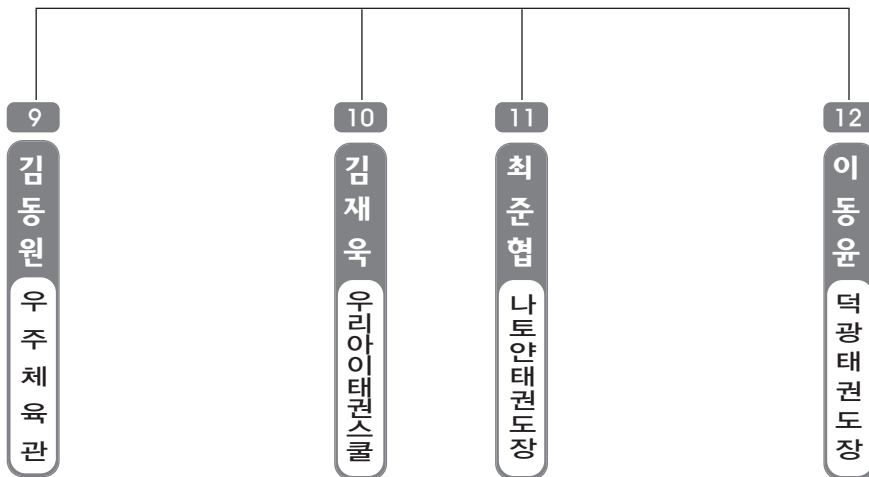 9
김동원
우주체육관
10
김재욱
우리아이태권스쿨
11
최준협
나토얀태권도장
12
이동윤
덕광태권도장